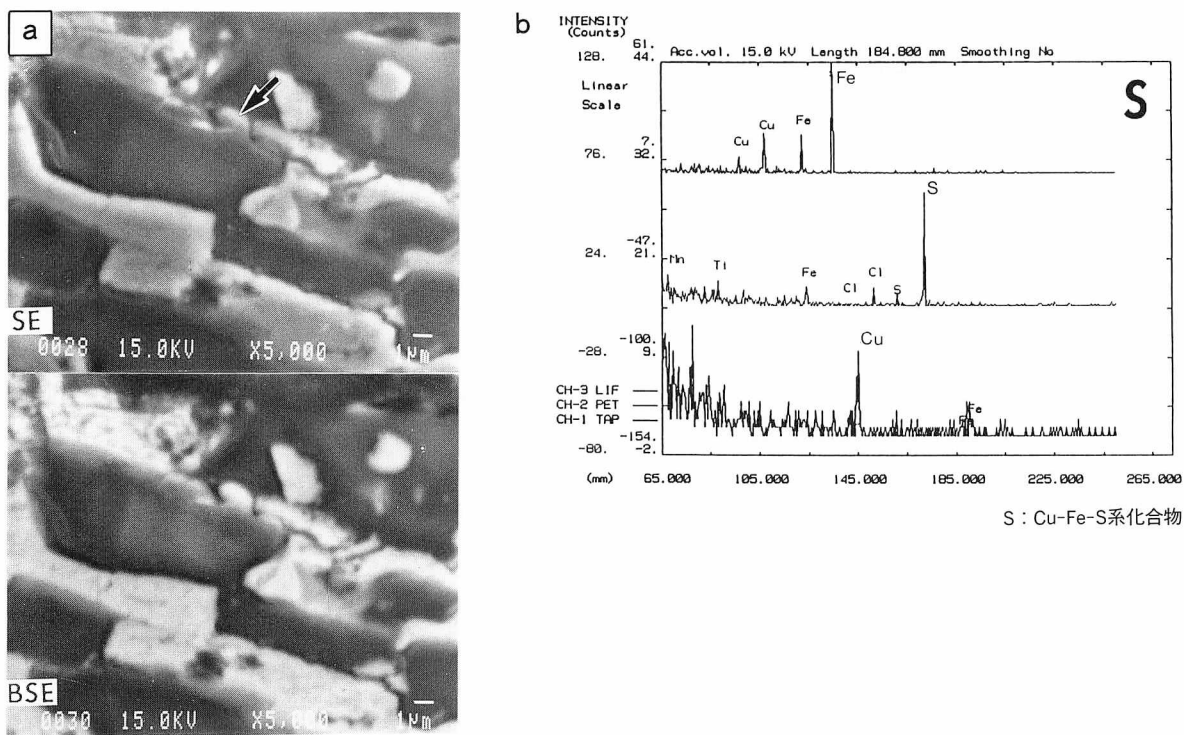 a
SE
0028 15.0KV X5,000 1μm
BSE
0030 15.0KV X5,000 1μm
b
INTENSITY
(Counts)
61.
128. 44. Acc.vol. 15.0 kV Length 184.800 mm Smoothing No
Linear
Scale
S
Fe
Cu
Cu
Fe
7.
76. 32.
S
-47.
24. 21.
Mn
Ti
Fe
Cl
Cl
S
-100.
-28. 9.
Cu
CH-3 LIF
CH-2 PET
CH-1 TAP
Fe
-154.
-80. -2.
(mm) 65.000 105.000 145.000 185.000 225.000 265.000
S:Cu-Fe-S系化合物